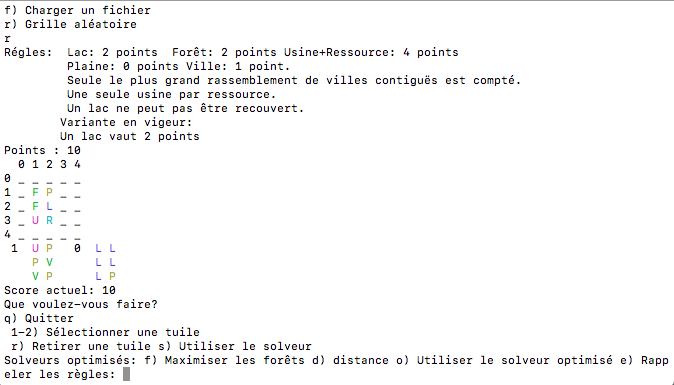 f) Charger un fichier
r) Grille aléatoire
r
Régles:  Lac: 2 points  Forêt: 2 points Usine+Ressource: 4 points
         Plaine: 0 points Ville: 1 point.
         Seule le plus grand rassemblement de villes contiguës est compté.
         Une seule usine par ressource.
         Un lac ne peut pas être recouvert.
        Variante en vigeur:
        Un lac vaut 2 points
Points : 10
  0 1 2 3 4
0 _ _ _ _ _
1 _ F P _ _
2 _ F L _ _
3 _ U R _ _
4 _ _ _ _ _
 1  U P   0  L L
    P V      L L
    V P      L P
Score actuel: 10
Que voulez-vous faire?
q) Quitter
 1-2) Sélectionner une tuile
 r) Retirer une tuile s) Utiliser le solveur
Solveurs optimisés: f) Maximiser les forêts d) distance o) Utiliser le solveur optimisé e) Rapp
eler les règles: